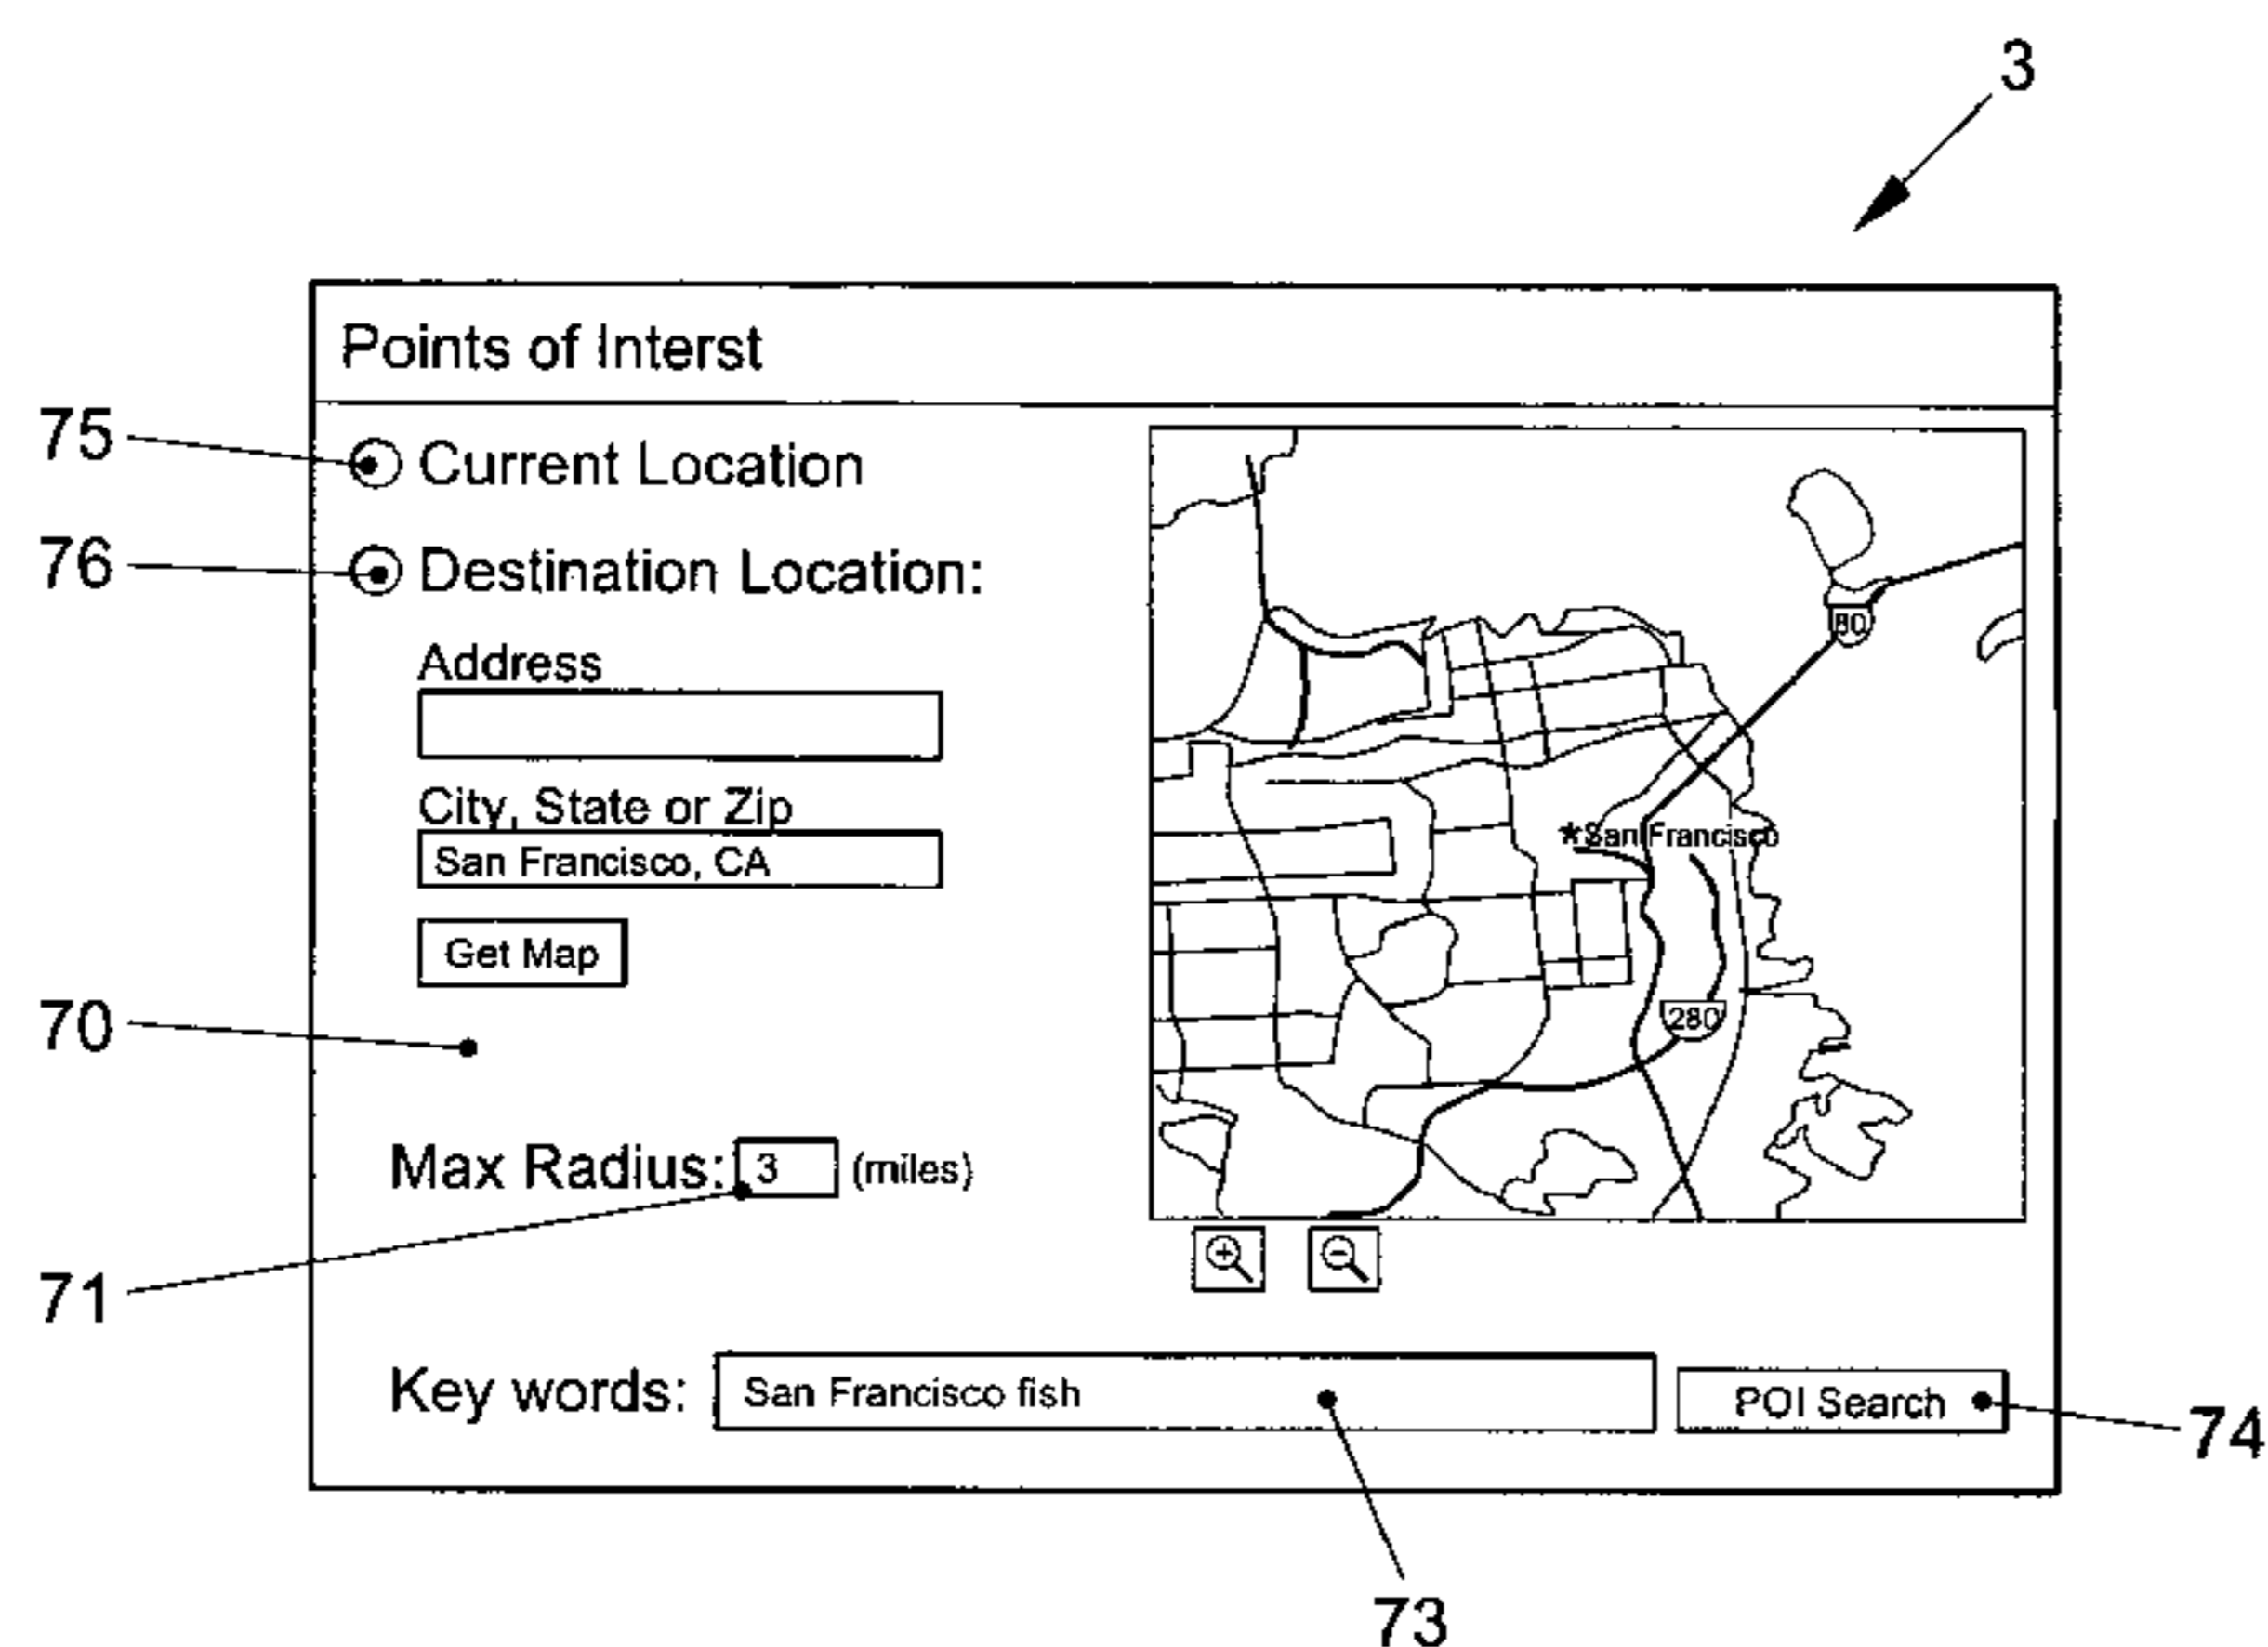 3
Points of Interst
75
Current Location
76
Destination Location:
Address
City, State or Zip
San Francisco, CA
Get Map
80
*San Francisco
280
70
Max Radius: 3 (miles)
71
Key words: San Francisco fish
POI Search
74
73